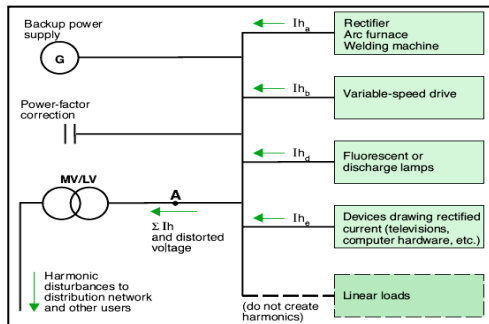 Backup power
supply
G
Power-factor
correction
MV/LV
A
Σ Ih
and distorted
voltage
Harmonic
disturbances to
distribution network
and other users
Ih a
Rectifier
Arc furnace
Welding machine
Ih b
Variable-speed drive
Ih d
Fluorescent or
discharge lamps
Ih e
Devices drawing rectified
current (televisions,
computer hardware, etc.)
Linear loads
(do not create
harmonics)